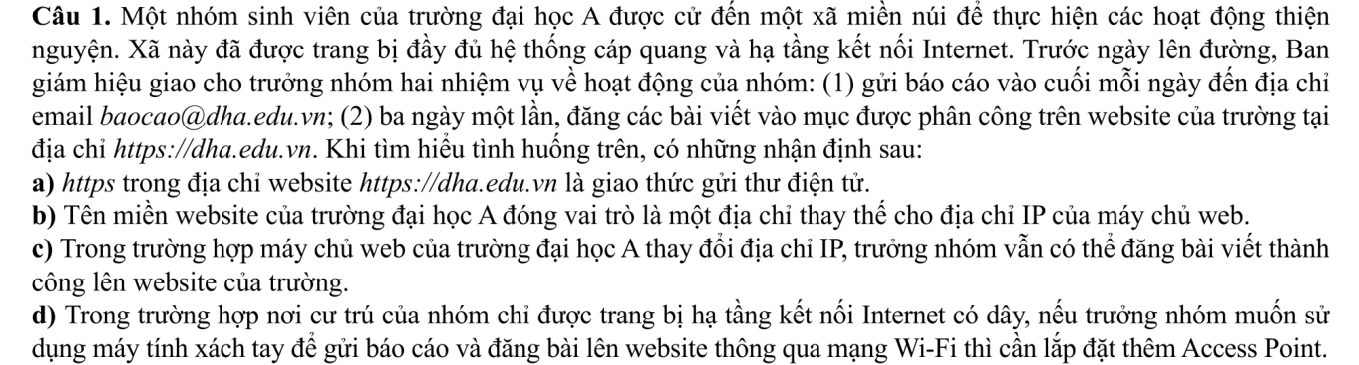 Câu 1. Một nhóm sinh viên của trường đại học A được cử đến một xã miền núi để thực hiện các hoạt động thiện
nguyện. Xã này đã được trang bị đầy đủ hệ thống cáp quang và hạ tầng kết nối Internet. Trước ngày lên đường, Ban
giám hiệu giao cho trưởng nhóm hai nhiệm vụ về hoạt động của nhóm: (1) gửi báo cáo vào cuối mỗi ngày đến địa chỉ
email baocao@dha.edu.vn; (2) ba ngày một lần, đăng các bài viết vào mục được phân công trên website của trường tại
địa chỉ https://dha.edu.vn. Khi tìm hiểu tình huống trên, có những nhận định sau:
a) https trong địa chỉ website https://dha.edu.vn là giao thức gửi thư điện tử.
b) Tên miền website của trường đại học A đóng vai trò là một địa chỉ thay thế cho địa chỉ IP của máy chủ web.
c) Trong trường hợp máy chủ web của trường đại học A thay đổi địa chỉ IP, trưởng nhóm vẫn có thể đăng bài viết thành
công lên website của trường.
d) Trong trường hợp nơi cư trú của nhóm chỉ được trang bị hạ tầng kết nối Internet có dây, nếu trưởng nhóm muốn sử
dụng máy tính xách tay để gửi báo cáo và đăng bài lên website thông qua mạng Wi-Fi thì cần lắp đặt thêm Access Point.